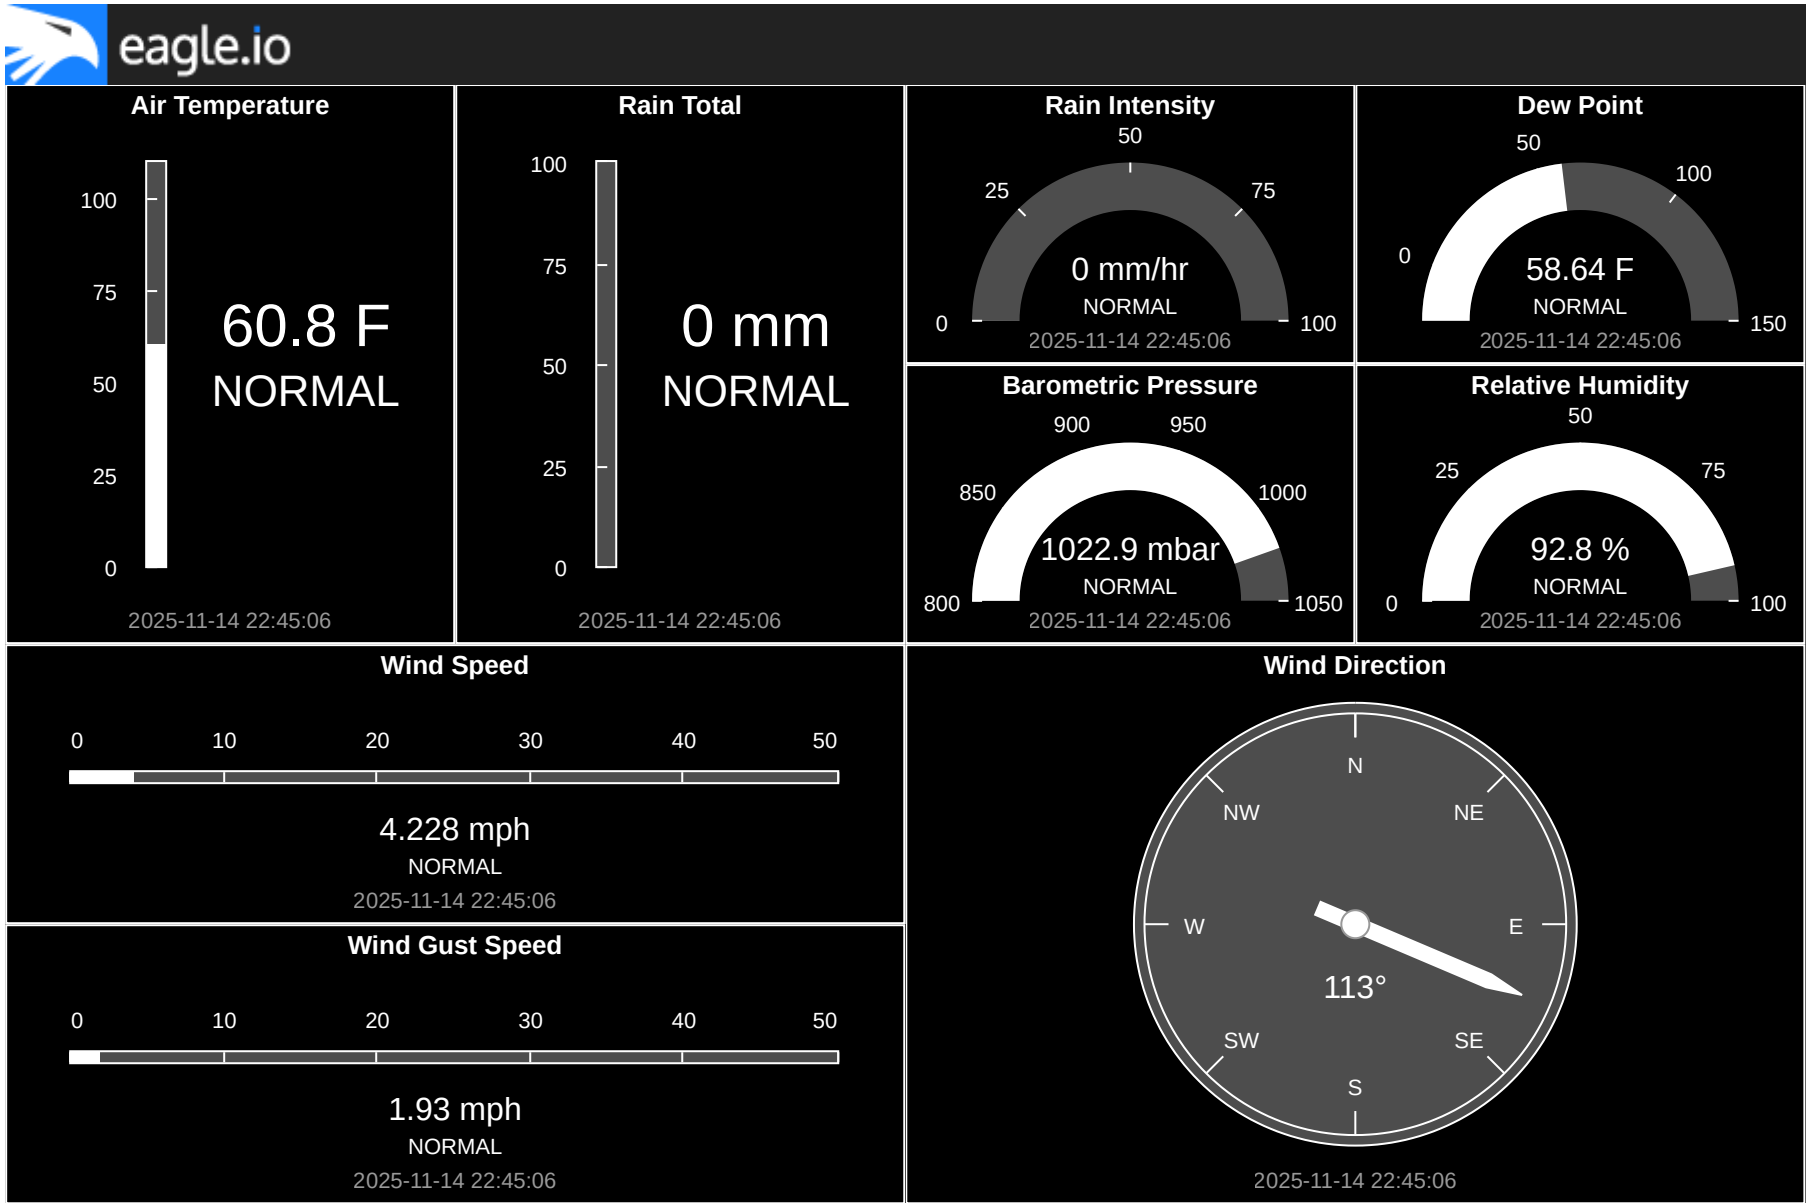 eagle.io
Air Temperature
100
75
50
25
0
60.8 F
NORMAL
2025-11-14 22:45:06
Rain Total
100
75
50
25
0
0 mm
NORMAL
2025-11-14 22:45:06
Rain Intensity
0
25
50
75
100
0 mm/hr
NORMAL
2025-11-14 22:45:06
Dew Point
0
50
100
150
58.64 F
NORMAL
2025-11-14 22:45:06
Barometric Pressure
800
850
900
950
1000
1050
1022.9 mbar
NORMAL
2025-11-14 22:45:06
Relative Humidity
0
25
50
75
100
92.8 %
NORMAL
2025-11-14 22:45:06
Wind Speed
0 10 20 30 40 50
4.228 mph
NORMAL
2025-11-14 22:45:06
Wind Gust Speed
0 10 20 30 40 50
1.93 mph
NORMAL
2025-11-14 22:45:06
Wind Direction
N
NW NE
W E
113°
SW SE
S
2025-11-14 22:45:06